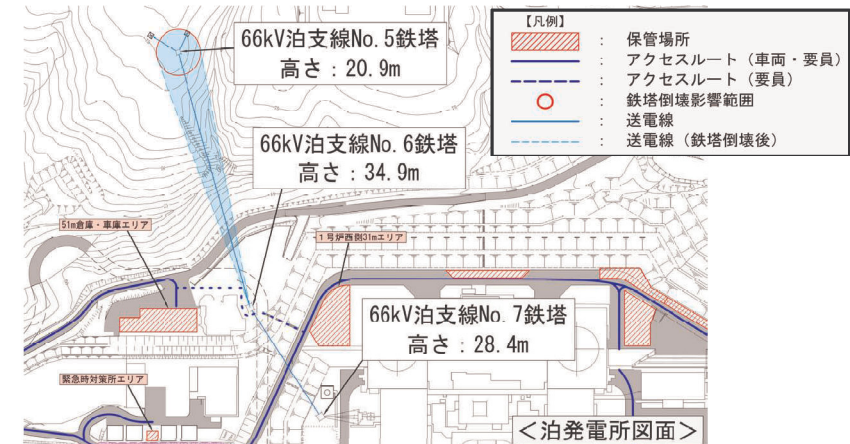 66kV泊支線No.5鉄塔
高さ：20.9m
【凡例】
： 保管場所
： アクセスルート（車両・要員）
： アクセスルート（要員）
： 鉄塔倒壊影響範囲
： 送電線
： 送電線（鉄塔倒壊後）
66kV泊支線No.6鉄塔
高さ：34.9m
51m倉庫・車庫エリア
1号炉西側31mエリア
66kV泊支線No.7鉄塔
高さ：28.4m
緊急時対策所エリア
＜泊発電所図面＞